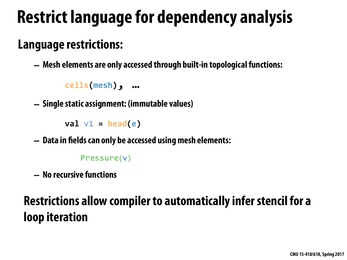 Restrict language for dependency analysis
Language restrictions:
– Mesh elements are only accessed through built-in topological functions:
cells(mesh), …
– Single static assignment: (immutable values)
val v1 = head(e)
– Data in fields can only be accessed using mesh elements:
Pressure(v)
– No recursive functions
Restrictions allow compiler to automatically infer stencil for a
loop iteration
CMU 15-418/618, Spring 2017